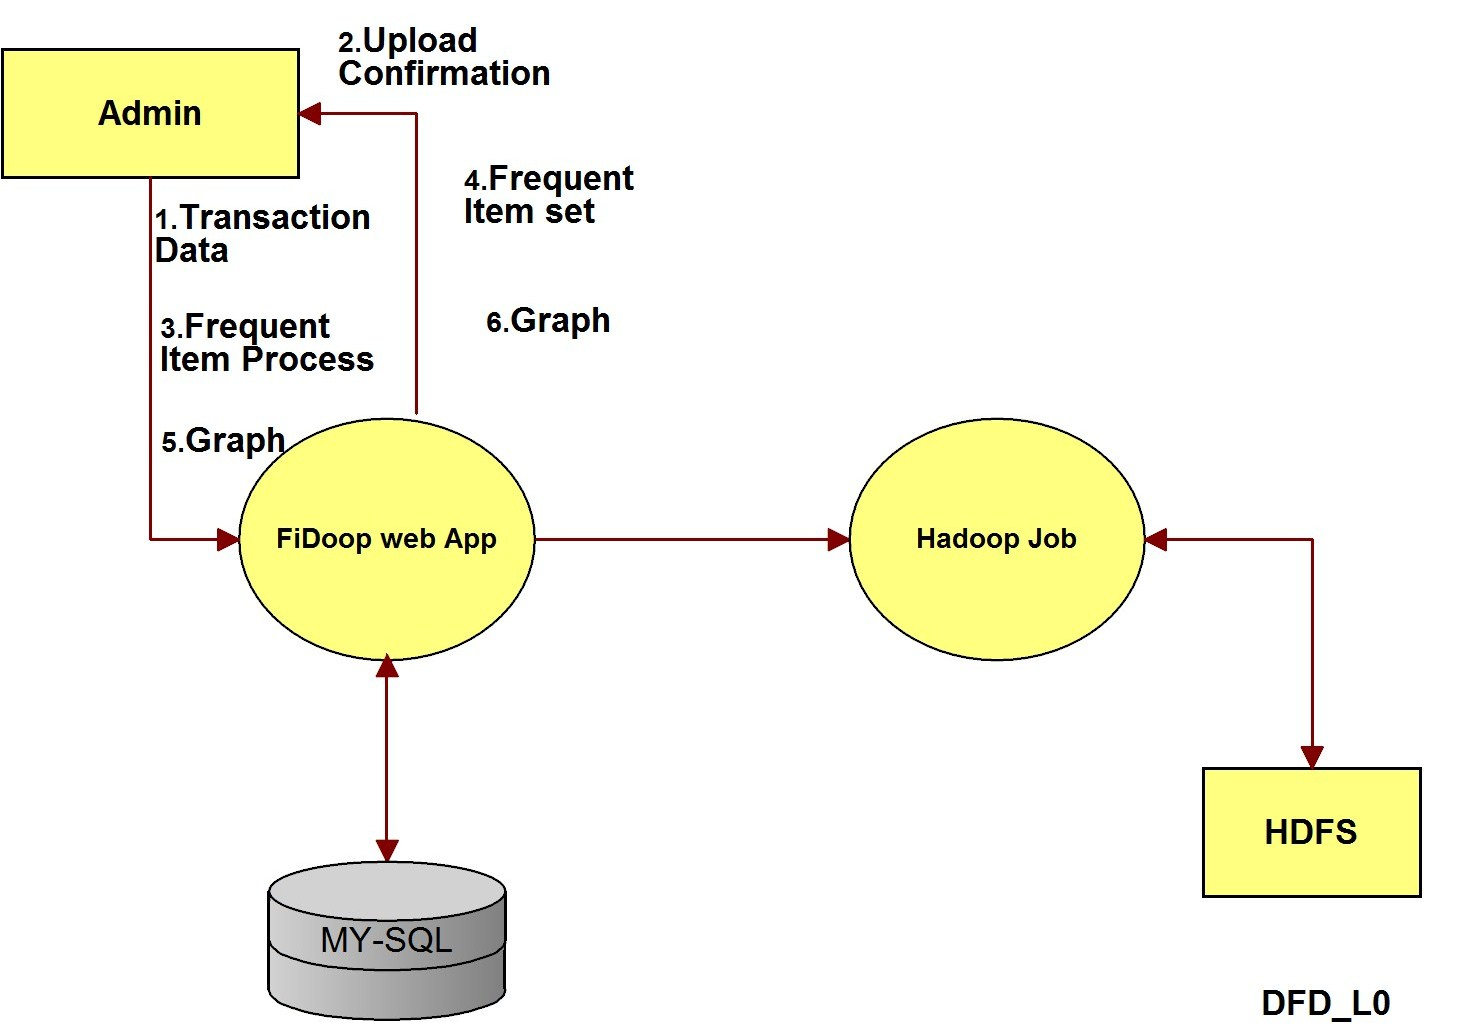 2.Upload
Confirmation
Admin
4.Frequent
Item set
1.Transaction
Data
3.Frequent
Item Process
6.Graph
5.Graph
FiDoop web App
Hadoop Job
HDFS
MY-SQL
DFD_L0